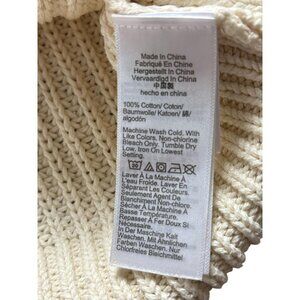 Made In China
Fabriqué En Chine
Hergestellt In China
Vervaardigd In China
中国製
hecho en china
100% Cotton/ Coton/
Baumwolle/ Katoen/ 綿/
algodón
Machine Wash Cold, With
Like Colors. Non-chlorine
Bleach Only. Tumble Dry
Low. Iron On Lowest
Setting.
Laver À La Machine À
L'eau Froide. Laver En
Séparant Les Couleurs.
Seulement Agent De
Blanchiment Non-chloré.
Sécher À La Machine À
Basse Température.
Repasser À Fer Doux Si
Nécessaire.
In Der Maschine Kalt
Waschen, Mit Ähnlichen
Farben Waschen. Nur
Chlorfreies Bleichmittel